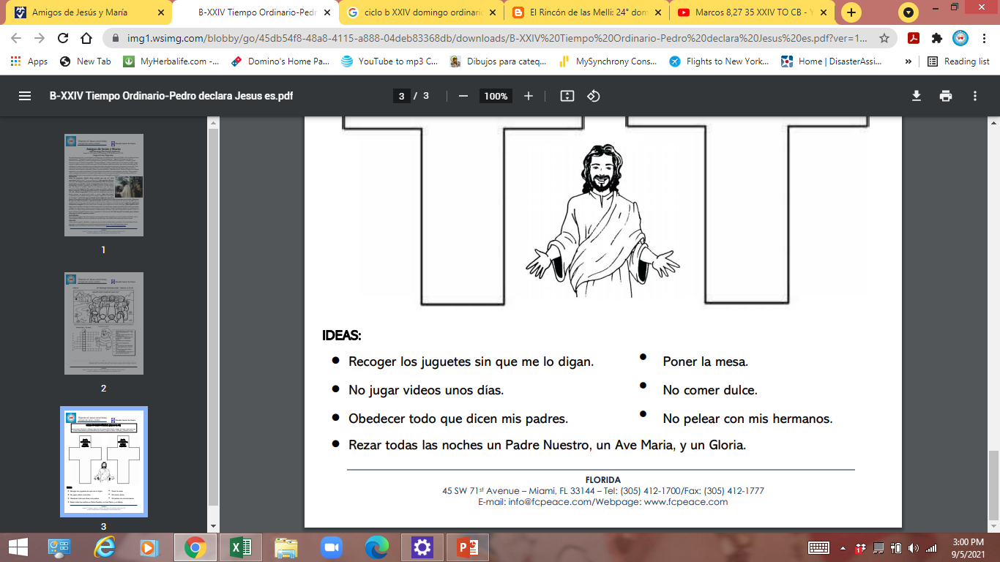 Amigos de Jesús y María
B-XXIV Tiempo Ordinario-Pedr
ciclo b XXIV domingo ordinario
El Rincón de las Melli: 24° dom
Marcos 8,27 35 XXIV TO CB - Y
img1.wsimg.com/blobby/go/45db54f8-48a8-4115-a888-04deb83368db/downloads/B-XXIV%20Tiempo%20Ordinario-Pedro%20declara%20Jesus%20es.pdf?ver=1...
Apps
New Tab
MyHerbalife.com -...
Domino's Home Pa...
YouTube to mp3 C...
Dibujos para cateq...
MySynchrony Cons...
Flights to New York...
Home | DisasterAssi...
»
Reading list
B-XXIV Tiempo Ordinario-Pedro declara Jesus es.pdf
3 / 3
100%
1
2
3
IDEAS:
• Recoger los juguetes sin que me lo digan.
• Poner la mesa.
• No jugar videos unos días.
• No comer dulce.
• Obedecer todo que dicen mis padres.
• No pelear con mis hermanos.
• Rezar todas las noches un Padre Nuestro, un Ave Maria, y un Gloria.
FLORIDA
45 SW 71st Avenue – Miami, FL 33144 – Tel: (305) 412-1700/Fax: (305) 412-1777
E-mail: info@fcpeace.com/Webpage: www.fcpeace.com
3:00 PM
9/5/2021